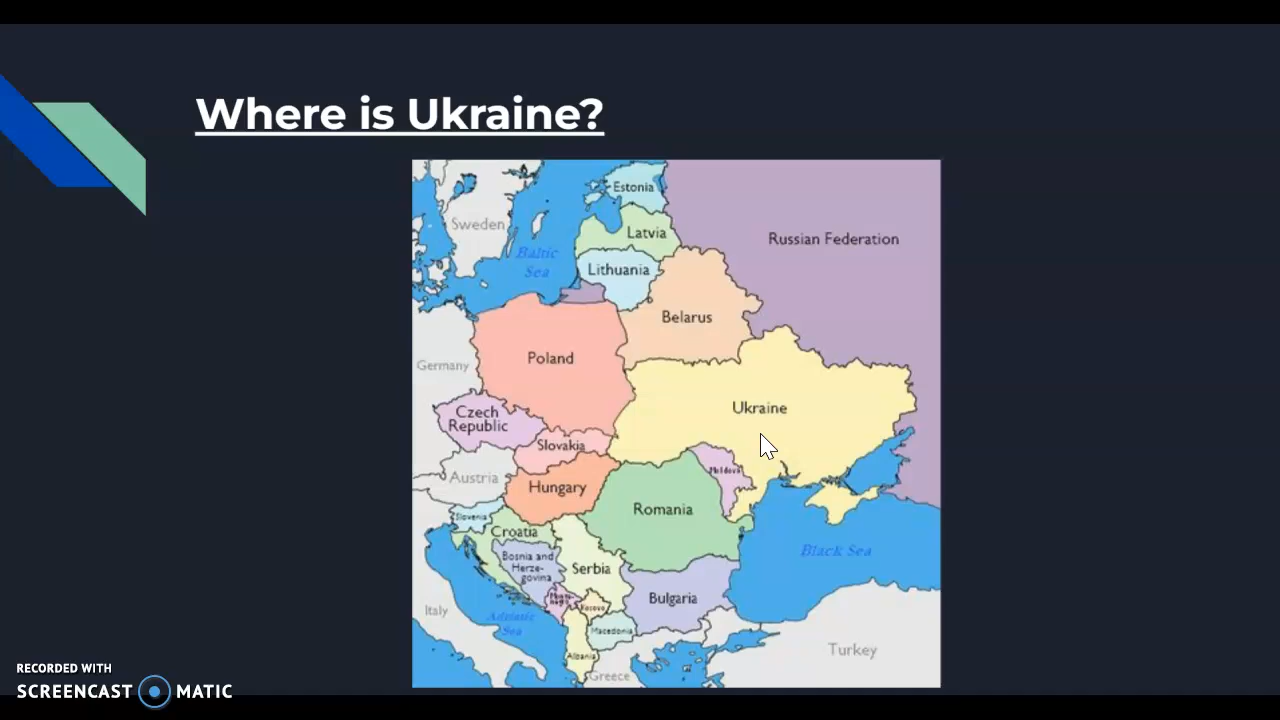 Where is Ukraine?
Estonia
Sweden
Latvia
Russian Federation
Baltic
Sea
Lithuania
Belarus
Poland
Germany
Ukraine
Czech
Republic
Slovakia
Moldova
Austria
Hungary
Romania
Slovenia
Croatia
Black Sea
Bosnia and
Herze-
govina
Serbia
Monte-
negro
Kosovo
Bulgaria
Italy
Adriatic
Sea
Macedonia
Turkey
Albania
Greece
RECORDED WITH
SCREENCAST MATIC